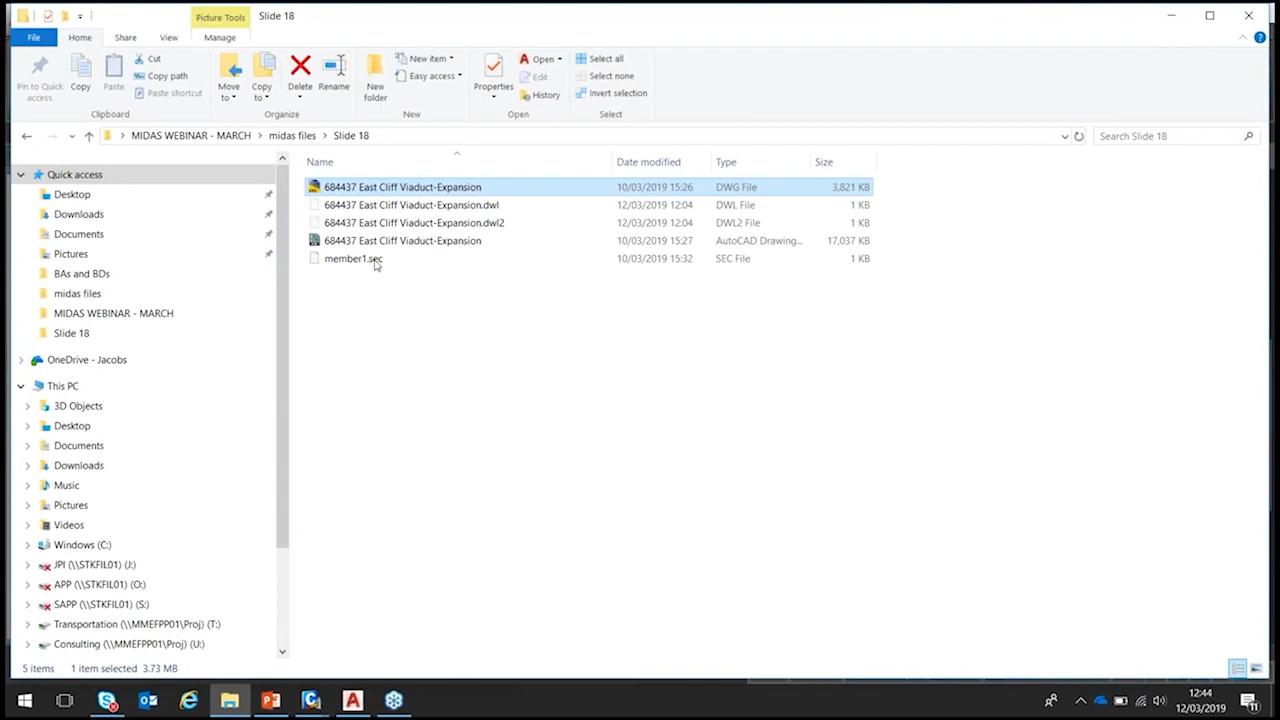 Picture Tools Slide 18
File Home Share View Manage
Pin to Quick access
Copy
Paste
Cut
Copy path
Paste shortcut
Clipboard
Move to
Copy to
Delete
Rename
Organize
New folder
New item
Easy access
New
Properties
Open
Edit
History
Open
Select all
Select none
Invert selection
Select
MIDAS WEBINAR - MARCH > midas files > Slide 18
Search Slide 18
Name Date modified Type Size
684437 East Cliff Viaduct-Expansion 10/03/2019 15:26 DWG File 3,821 KB
684437 East Cliff Viaduct-Expansion.dwl 12/03/2019 12:04 DWL File 1 KB
684437 East Cliff Viaduct-Expansion.dwl2 12/03/2019 12:04 DWL2 File 1 KB
684437 East Cliff Viaduct-Expansion 10/03/2019 15:27 AutoCAD Drawing... 17,037 KB
member1.sec 10/03/2019 15:32 SEC File 1 KB
Quick access
Desktop
Downloads
Documents
Pictures
BAs and BDs
midas files
MIDAS WEBINAR - MARCH
Slide 18
OneDrive - Jacobs
This PC
3D Objects
Desktop
Documents
Downloads
Music
Pictures
Videos
Windows (C:)
JPI (\\STKFIL01) (J:)
APP (\\STKFIL01) (O:)
SAPP (\\STKFIL01) (S:)
Transportation (\\MMEFPP01\Proj) (T:)
Consulting (\\MMEFPP01\Proj) (U:)
5 items 1 item selected 3.73 MB
12:44
12/03/2019
11